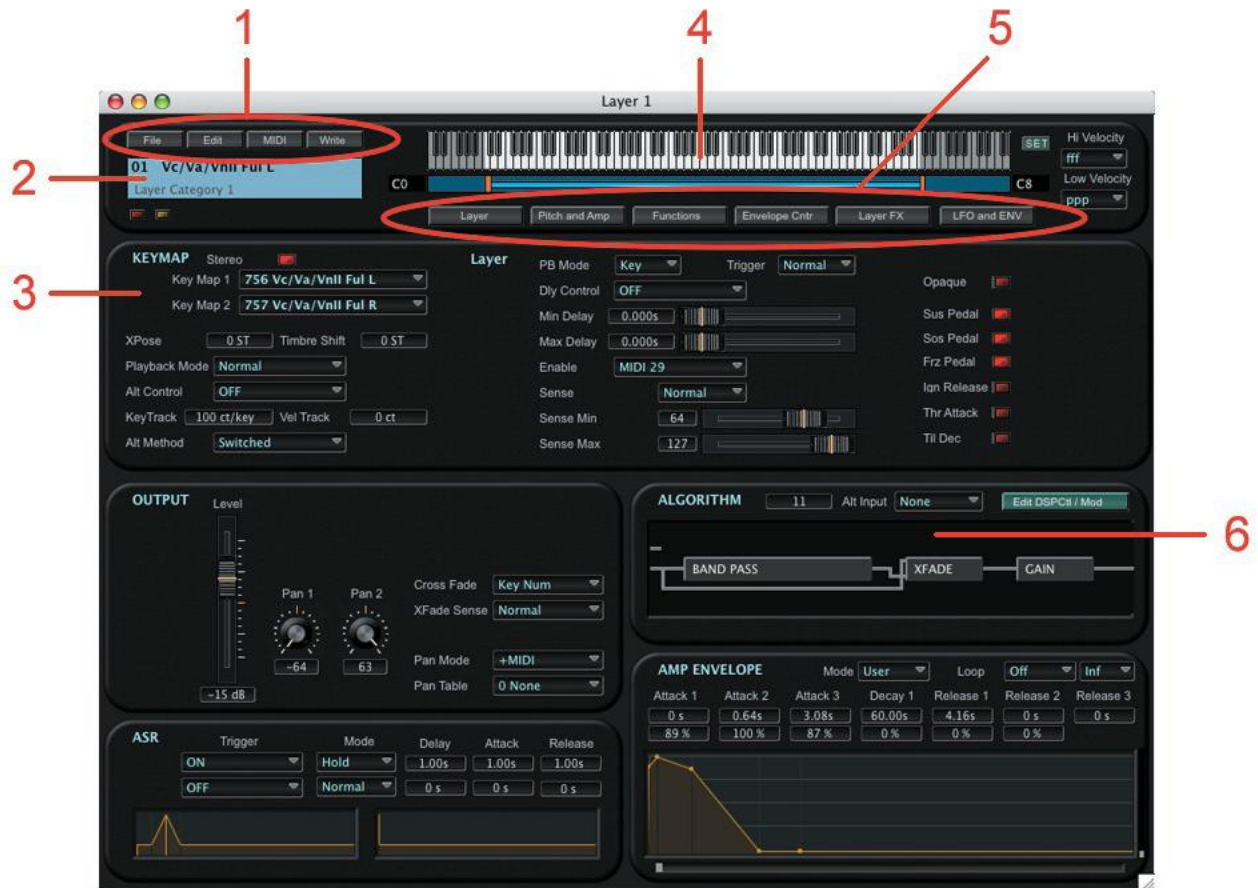 1 4 5
Layer 1
File Edit MIDI Write
2
01 Vc/Va/VnII Ful L
Layer Category 1
C0 C8
SET
Hi Velocity
fff
Low Velocity
ppp
Layer Pitch and Amp Functions Envelope Cntr Layer FX LFO and ENV
3
KEYMAP Stereo
Key Map 1 756 Vc/Va/VnII Ful L
Key Map 2 757 Vc/Va/VnII Ful R
XPose 0 ST Timbre Shift 0 ST
Playback Mode Normal
Alt Control OFF
KeyTrack 100 ct/key Vel Track 0 ct
Alt Method Switched
Layer
PB Mode Key Trigger Normal
Dly Control OFF
Min Delay 0.000s
Max Delay 0.000s
Enable MIDI 29
Sense Normal
Sense Min 64
Sense Max 127
Opaque
Sus Pedal
Sos Pedal
Frz Pedal
Ign Release
Thr Attack
Til Dec
OUTPUT
Level
-15 dB
Pan 1 Pan 2
-64 63
Cross Fade Key Num
XFade Sense Normal
Pan Mode +MIDI
Pan Table 0 None
ALGORITHM 11 Alt Input None Edit DSPCtl / Mod
6
BAND PASS XFADE GAIN
ASR
Trigger Mode Delay Attack Release
ON Hold 1.00s 1.00s 1.00s
OFF Normal 0 s 0 s 0 s
AMP ENVELOPE Mode User Loop Off Inf
Attack 1 Attack 2 Attack 3 Decay 1 Release 1 Release 2 Release 3
0 s 0.64s 3.08s 60.00s 4.16s 0 s 0 s
89 % 100 % 87 % 0 % 0 % 0 %